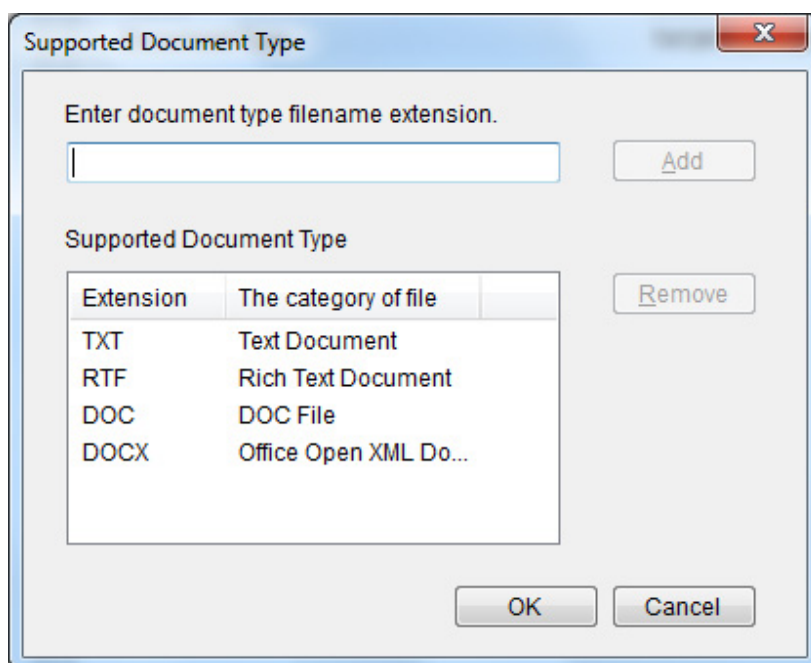 Supported Document Type
Enter document type filename extension.
Add
Supported Document Type
Extension The category of file
Remove
TXT Text Document
RTF Rich Text Document
DOC DOC File
DOCX Office Open XML Do...
OK Cancel